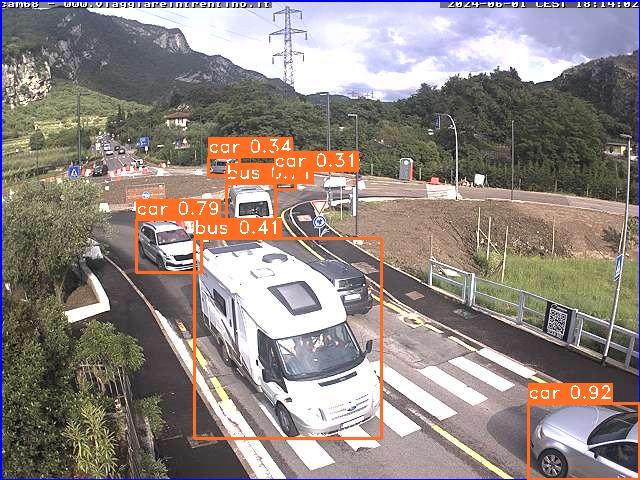 cam68 - www.viaggiareintrentino.it
2024-06-01 CEST 18:14:02
car 0.34
car 0.31
car 0.79
bus 0.41
car 0.92